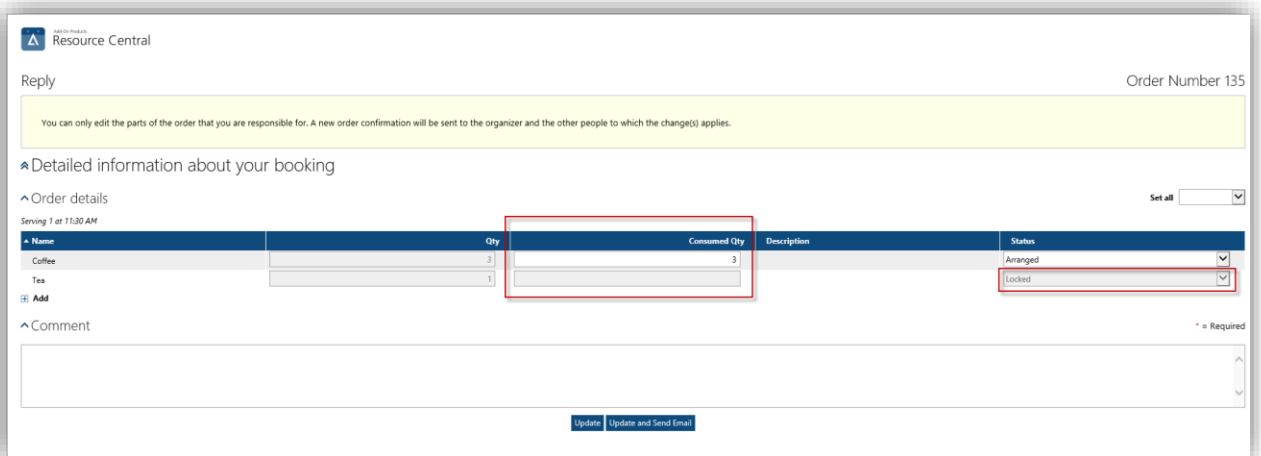 Add-On Products
Resource Central
Reply
Order Number 135
You can only edit the parts of the order that you are responsible for. A new order confirmation will be sent to the organizer and the other people to which the change(s) applies.
Detailed information about your booking
Order details
Set all
Serving 1 at 11:30 AM
Name Qty Consumed Qty Description Status
Coffee 3 3 Arranged
Tea 1 Locked
Add
Comment
* = Required
Update Update and Send Email